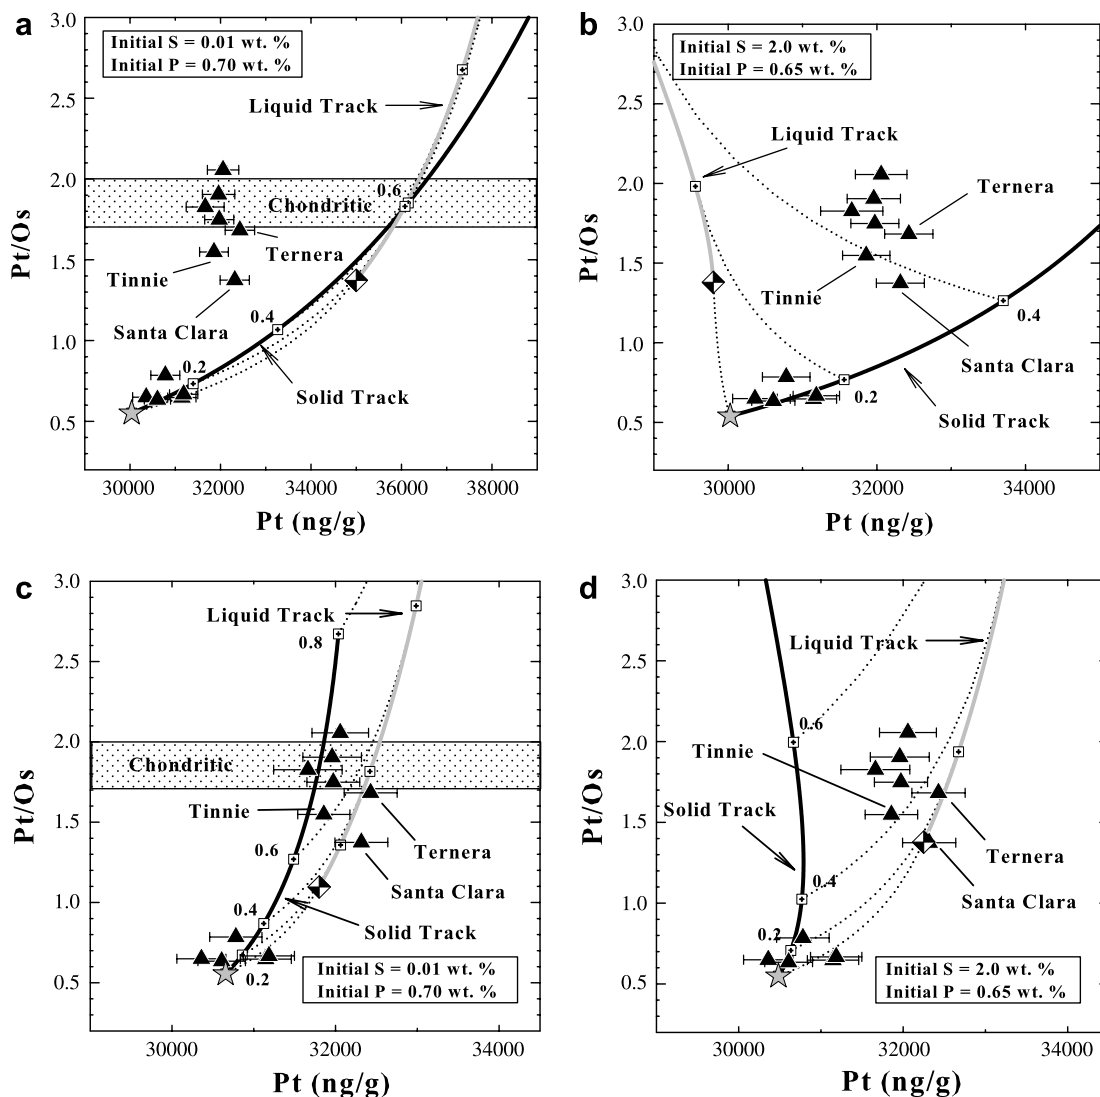 a
3.0
2.5
2.0
1.5
1.0
0.5
Pt/Os
Initial S = 0.01 wt. %
Initial P = 0.70 wt. %
Liquid Track
0.6
Chondritic
Ternera
Tinnie
Santa Clara
0.4
0.2
Solid Track
30000 32000 34000 36000 38000
Pt (ng/g)
b
3.0
2.5
2.0
1.5
1.0
0.5
Pt/Os
Initial S = 2.0 wt. %
Initial P = 0.65 wt. %
Liquid Track
Ternera
Tinnie
0.4
Santa Clara
0.2
Solid Track
30000 32000 34000
Pt (ng/g)
c
3.0
2.5
2.0
1.5
1.0
0.5
Pt/Os
Liquid Track
0.8
Chondritic
Tinnie
0.6
Ternera
Santa Clara
0.4
Solid Track
0.2
Initial S = 0.01 wt. %
Initial P = 0.70 wt. %
30000 32000 34000
Pt (ng/g)
d
3.0
2.5
2.0
1.5
1.0
0.5
Pt/Os
Liquid Track
0.6
Tinnie
Solid Track
Ternera
0.4
Santa Clara
0.2
Initial S = 2.0 wt. %
Initial P = 0.65 wt. %
30000 32000 34000
Pt (ng/g)